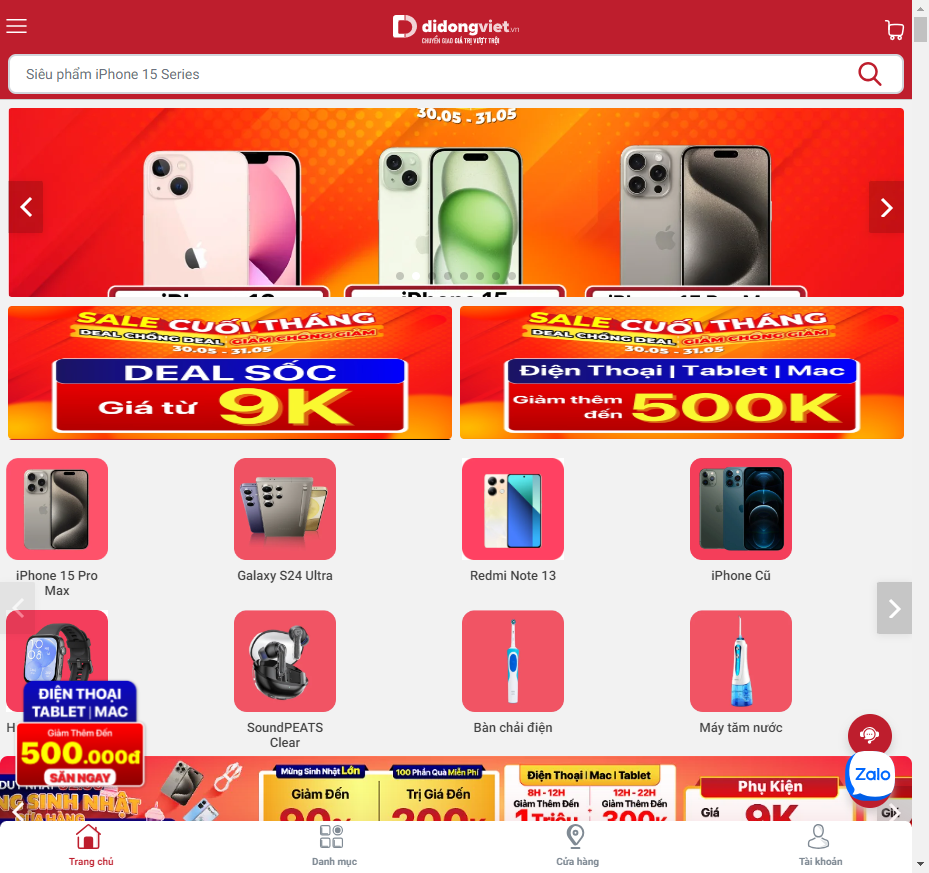 didongviet.vn
CHUYỂN GIAO GIÁ TRỊ VƯỢT TRỘI
Siêu phẩm iPhone 15 Series
30.05 - 31.05
iPhone 15
iPhone 15 Pro Max
SALE CUỐI THÁNG
DEAL CHỒNG DEAL GIẢM CHỒNG GIẢM
30.05 - 31.05
DEAL SỐC
Giá từ 9K
SALE CUỐI THÁNG
DEAL CHỒNG DEAL GIẢM CHỒNG GIẢM
30.05 - 31.05
Điện Thoại | Tablet | Mac
Giảm thêm
đến 500K
iPhone 15 Pro
Max
Galaxy S24 Ultra
Redmi Note 13
iPhone Cũ
SoundPEATS
Clear
Bàn chải điện
Máy tăm nước
ĐIỆN THOẠI
TABLET | MAC
Giảm Thêm Đến
500.000đ
SĂN NGAY
SINH NHẬT
Mừng Sinh Nhật Lớn
Giảm Đến
90%
100 Phần Quà Miễn Phí
Trị Giá Đến
200K
Điện Thoại | Mac | Tablet
8H - 12H
Giảm Thêm Đến
1 Triệu
12H - 22H
Giảm Thêm Đến
300K
Phụ Kiện
Giá 9K
Zalo
Trang chủ
Danh mục
Cửa hàng
Tài khoản